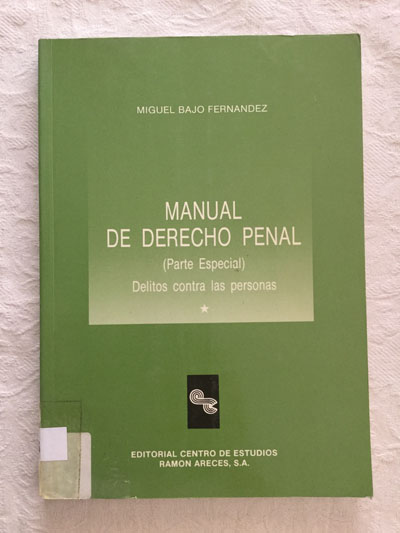 MIGUEL BAJO FERNANDEZ
MANUAL
DE DERECHO PENAL
(Parte Especial)
Delitos contra las personas
EDITORIAL CENTRO DE ESTUDIOS
RAMON ARECES, S.A.